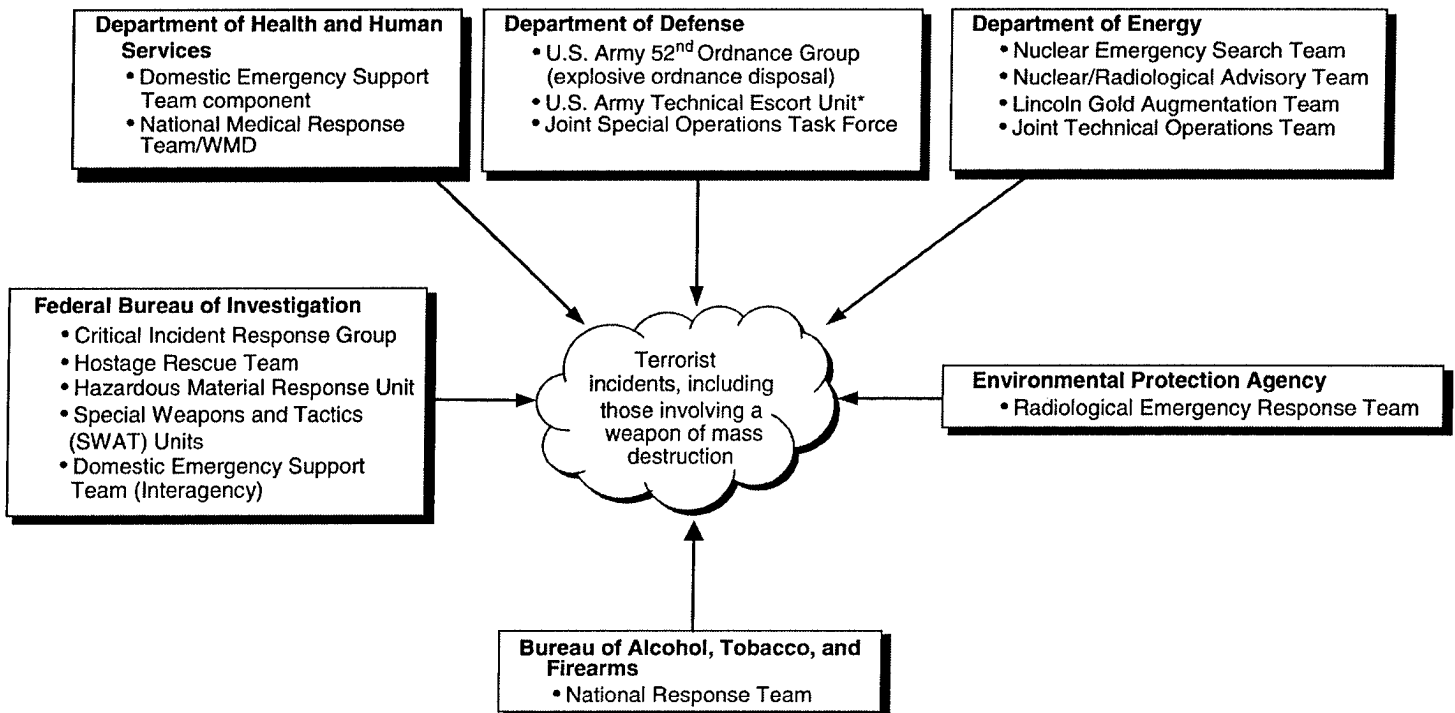 Department of Health and Human
Services
• Domestic Emergency Support
Team component
• National Medical Response
Team/WMD
Department of Defense
• U.S. Army 52nd Ordnance Group
(explosive ordnance disposal)
• U.S. Army Technical Escort Unit*
• Joint Special Operations Task Force
Department of Energy
• Nuclear Emergency Search Team
• Nuclear/Radiological Advisory Team
• Lincoln Gold Augmentation Team
• Joint Technical Operations Team
Federal Bureau of Investigation
• Critical Incident Response Group
• Hostage Rescue Team
• Hazardous Material Response Unit
• Special Weapons and Tactics
(SWAT) Units
• Domestic Emergency Support
Team (Interagency)
Terrorist
incidents, including
those involving a
weapon of mass
destruction
Environmental Protection Agency
• Radiological Emergency Response Team
Bureau of Alcohol, Tobacco, and
Firearms
• National Response Team